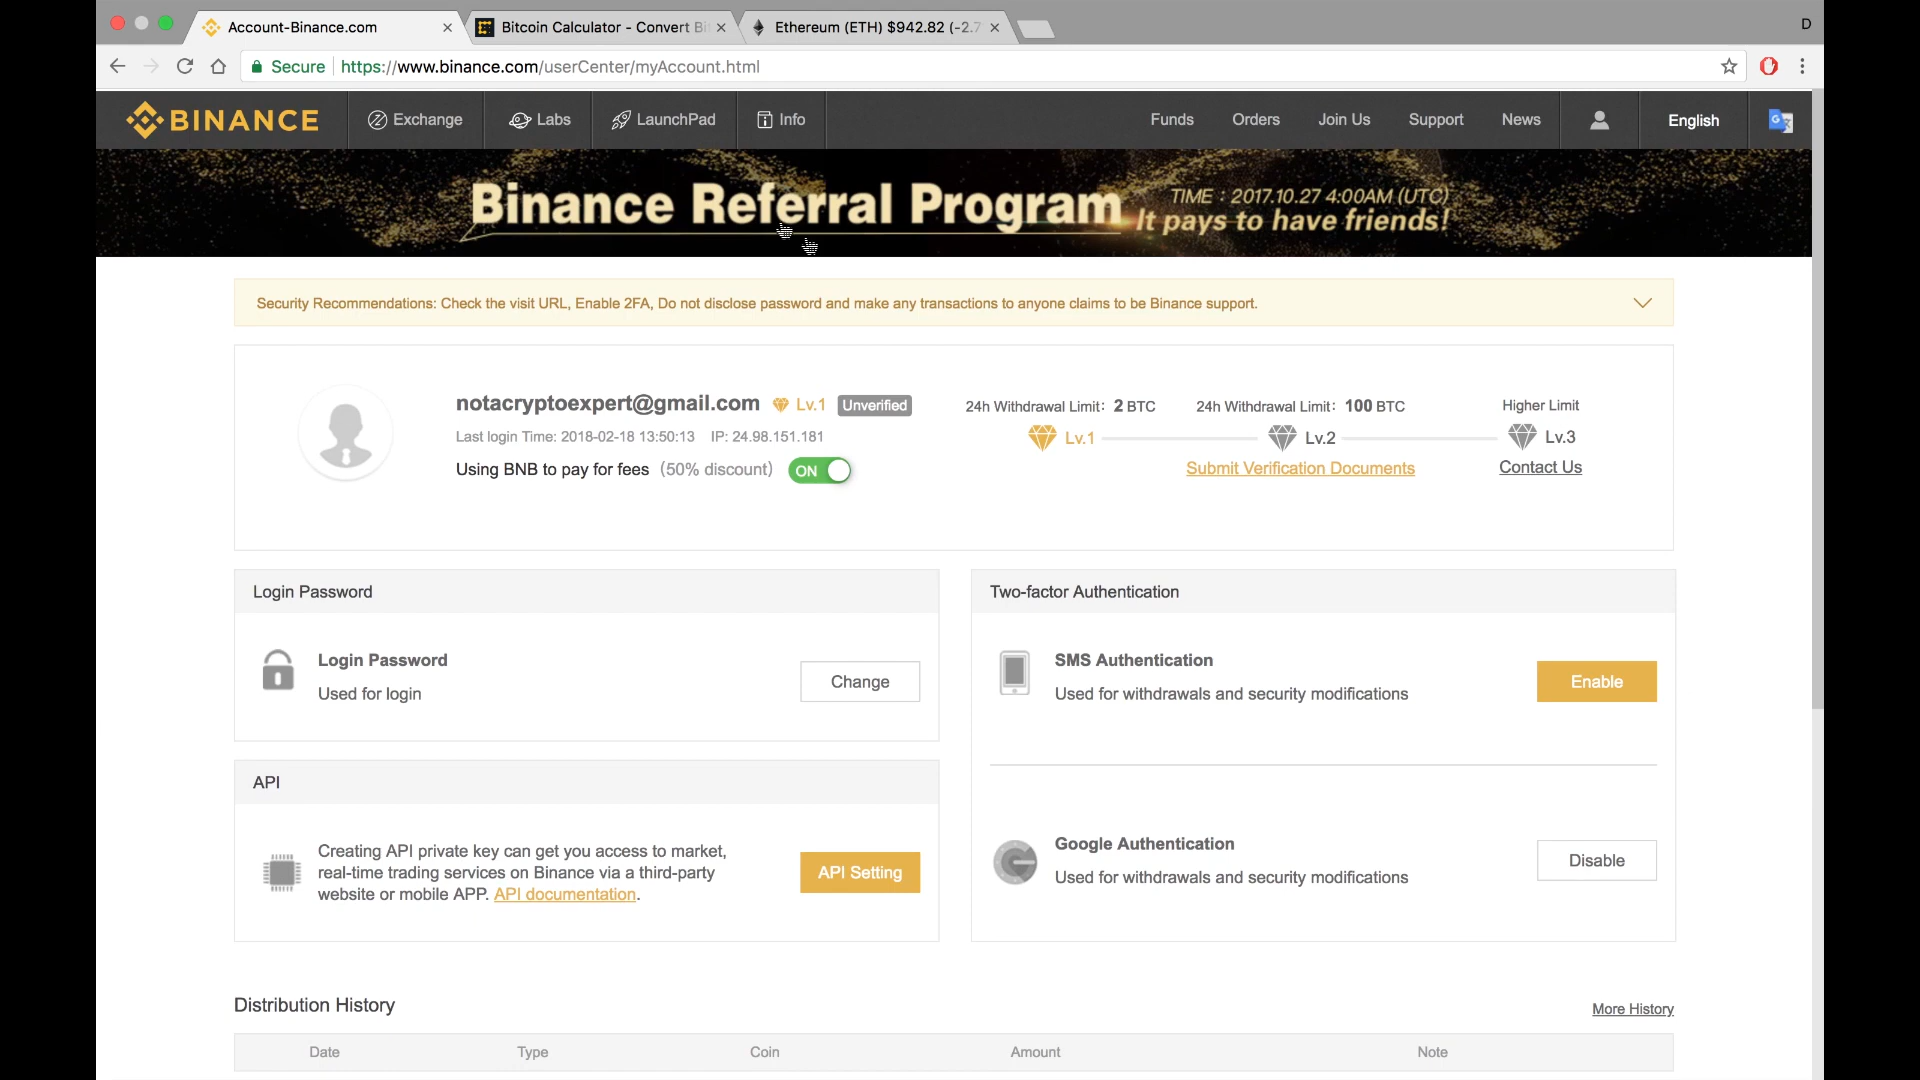 Account-Binance.com
Bitcoin Calculator - Convert Bi
Ethereum (ETH) $942.82 (-2.7
D
Secure
https://www.binance.com/userCenter/myAccount.html
BINANCE
Exchange
Labs
LaunchPad
Info
Funds
Orders
Join Us
Support
News
English
Binance Referral Program
TIME : 2017.10.27 4:00AM (UTC)
It pays to have friends!
Security Recommendations: Check the visit URL, Enable 2FA, Do not disclose password and make any transactions to anyone claims to be Binance support.
notacryptoexpert@gmail.com Lv.1 Unverified
Last login Time: 2018-02-18 13:50:13 IP: 24.98.151.181
Using BNB to pay for fees (50% discount) ON
24h Withdrawal Limit: 2 BTC
Lv.1
24h Withdrawal Limit: 100 BTC
Lv.2
Submit Verification Documents
Higher Limit
Lv.3
Contact Us
Login Password
Login Password
Used for login
Change
Two-factor Authentication
SMS Authentication
Used for withdrawals and security modifications
Enable
API
Creating API private key can get you access to market,
real-time trading services on Binance via a third-party
website or mobile APP. API documentation.
API Setting
Google Authentication
Used for withdrawals and security modifications
Disable
Distribution History
More History
Date
Type
Coin
Amount
Note